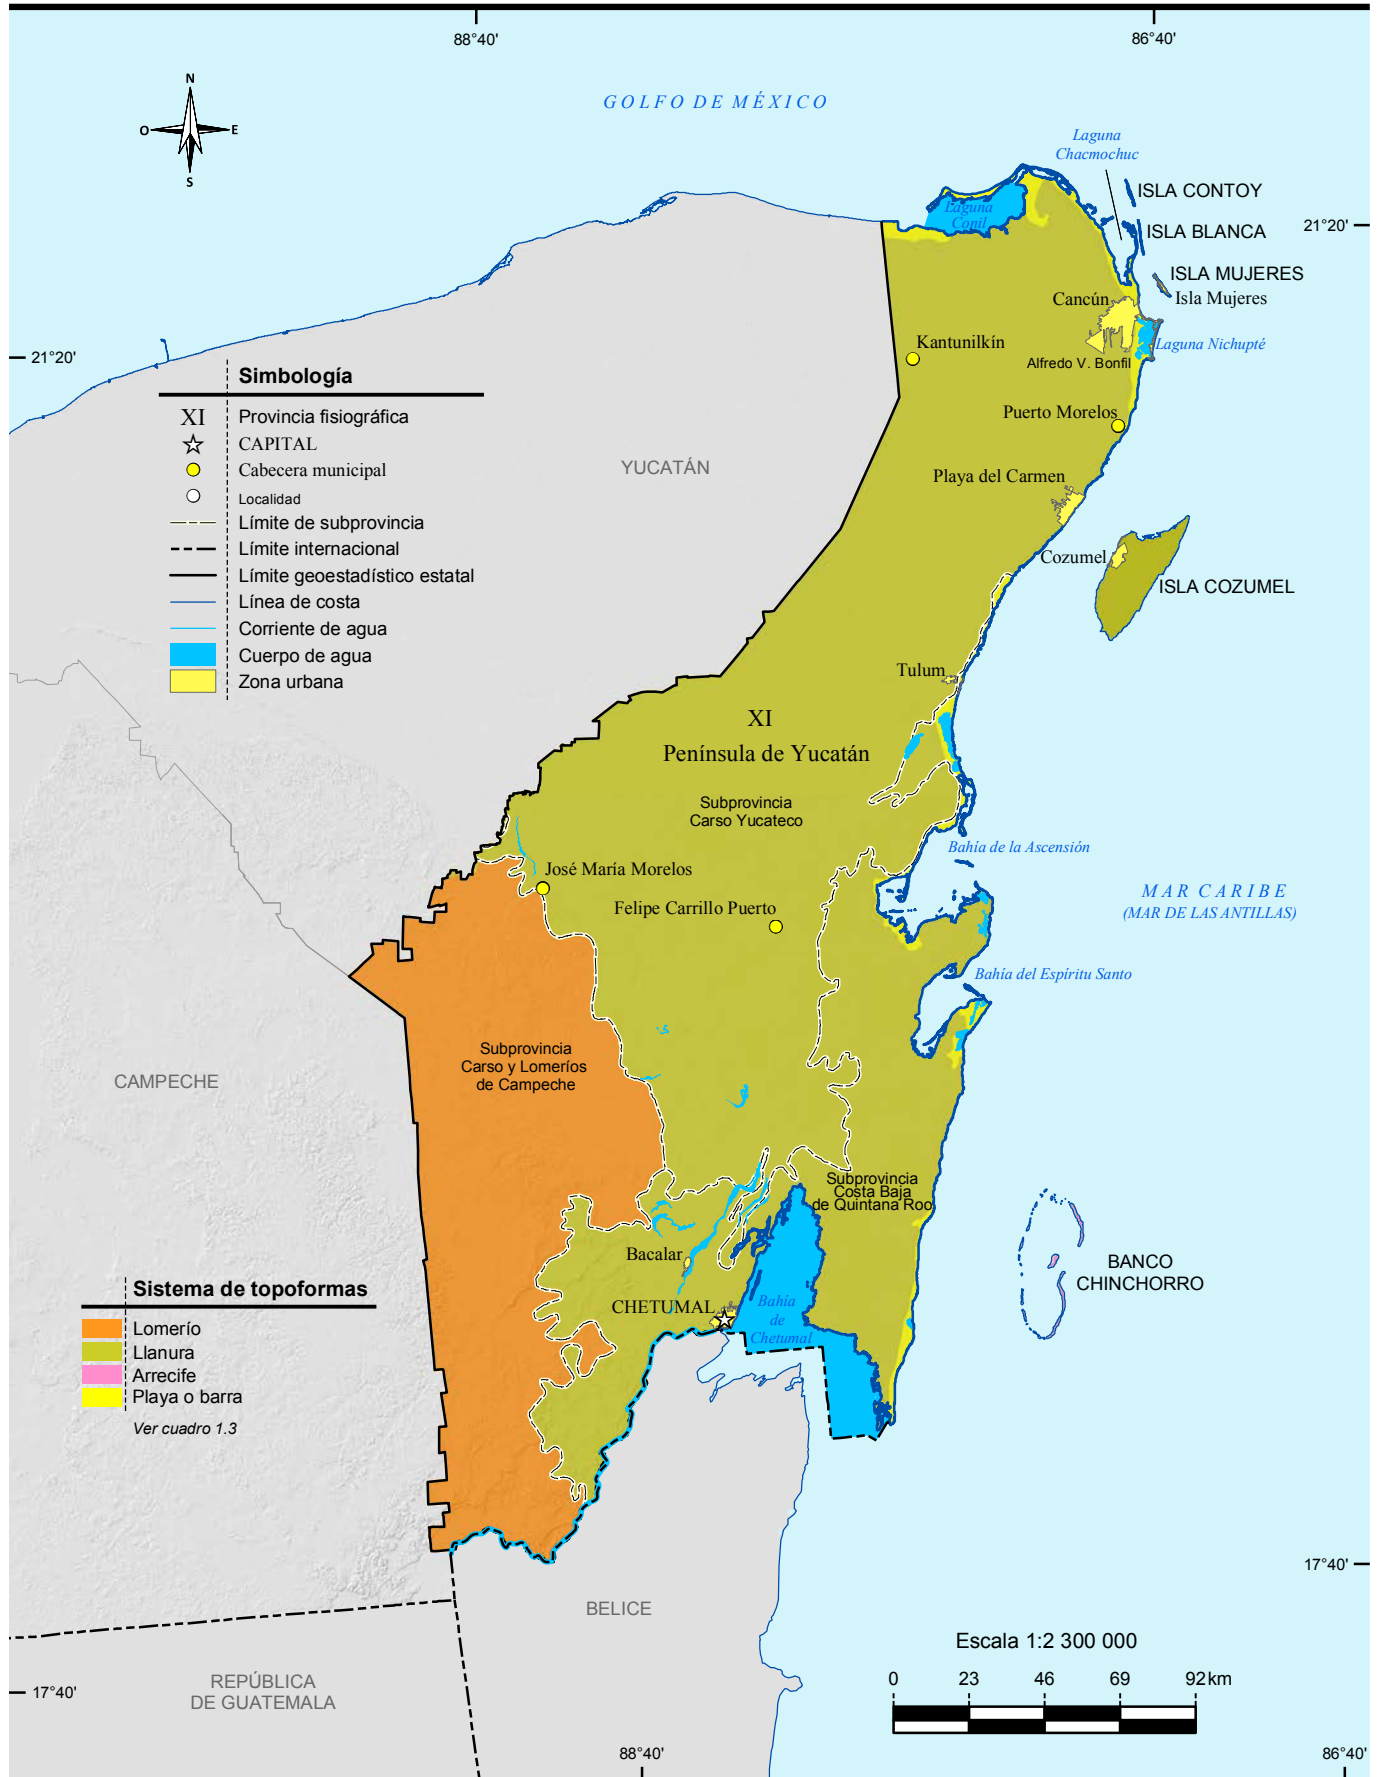 88°40'
86°40'
N
O
E
S
GOLFO DE MÉXICO
Laguna
Chacmochuc
ISLA CONTOY
Laguna
Conil
21°20'
ISLA BLANCA
ISLA MUJERES
Isla Mujeres
Cancún
Laguna Nichupté
Kantunilkín
Alfredo V. Bonfil
21°20'
Simbología
XI
Provincia fisiográfica
CAPITAL
Cabecera municipal
Localidad
Límite de subprovincia
Límite internacional
Límite geoestadístico estatal
Línea de costa
Corriente de agua
Cuerpo de agua
Zona urbana
Puerto Morelos
YUCATÁN
Playa del Carmen
Cozumel
ISLA COZUMEL
Tulum
XI
Península de Yucatán
Subprovincia
Carso Yucateco
Bahía de la Ascensión
José María Morelos
MAR CARIBE
(MAR DE LAS ANTILLAS)
Felipe Carrillo Puerto
Bahía del Espíritu Santo
Subprovincia
Carso y Lomeríos
de Campeche
CAMPECHE
Subprovincia
Costa Baja
de Quintana Roo
Bacalar
BANCO
CHINCHORRO
Sistema de topoformas
Lomerío
Llanura
Arrecife
Playa o barra
Ver cuadro 1.3
CHETUMAL
Bahía
de
Chetumal
17°40'
BELICE
Escala 1:2 300 000
0 23 46 69 92km
REPÚBLICA
DE GUATEMALA
17°40'
88°40'
86°40'